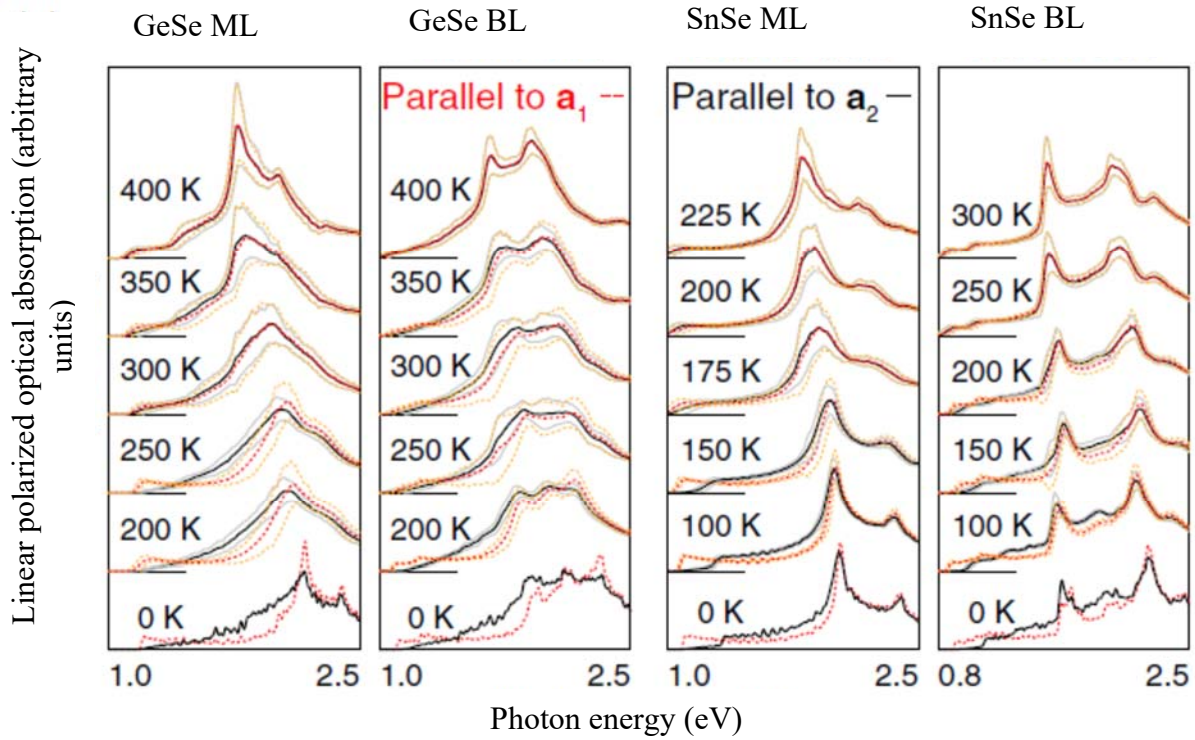 GeSe ML
GeSe BL
SnSe ML
SnSe BL
Linear polarized optical absorption (arbitrary
units)
Parallel to a1 --
Parallel to a2 —
400 K
350 K
300 K
250 K
200 K
0 K
400 K
350 K
300 K
250 K
200 K
0 K
225 K
200 K
175 K
150 K
100 K
0 K
300 K
250 K
200 K
150 K
100 K
0 K
1.0 2.5
1.0 2.5
1.0 2.5
0.8 2.5
Photon energy (eV)